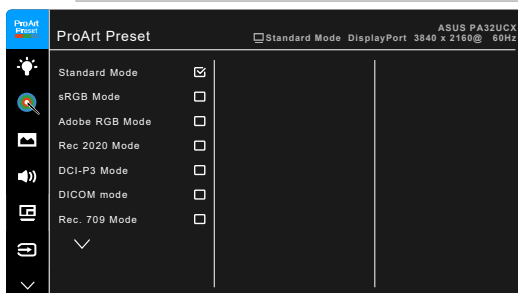 ProArt
Preset
ProArt Preset
ASUS PA32UCX
Standard Mode DisplayPort 3840 x 2160@ 60Hz
Standard Mode
sRGB Mode
Adobe RGB Mode
Rec 2020 Mode
DCI-P3 Mode
DICOM mode
Rec. 709 Mode